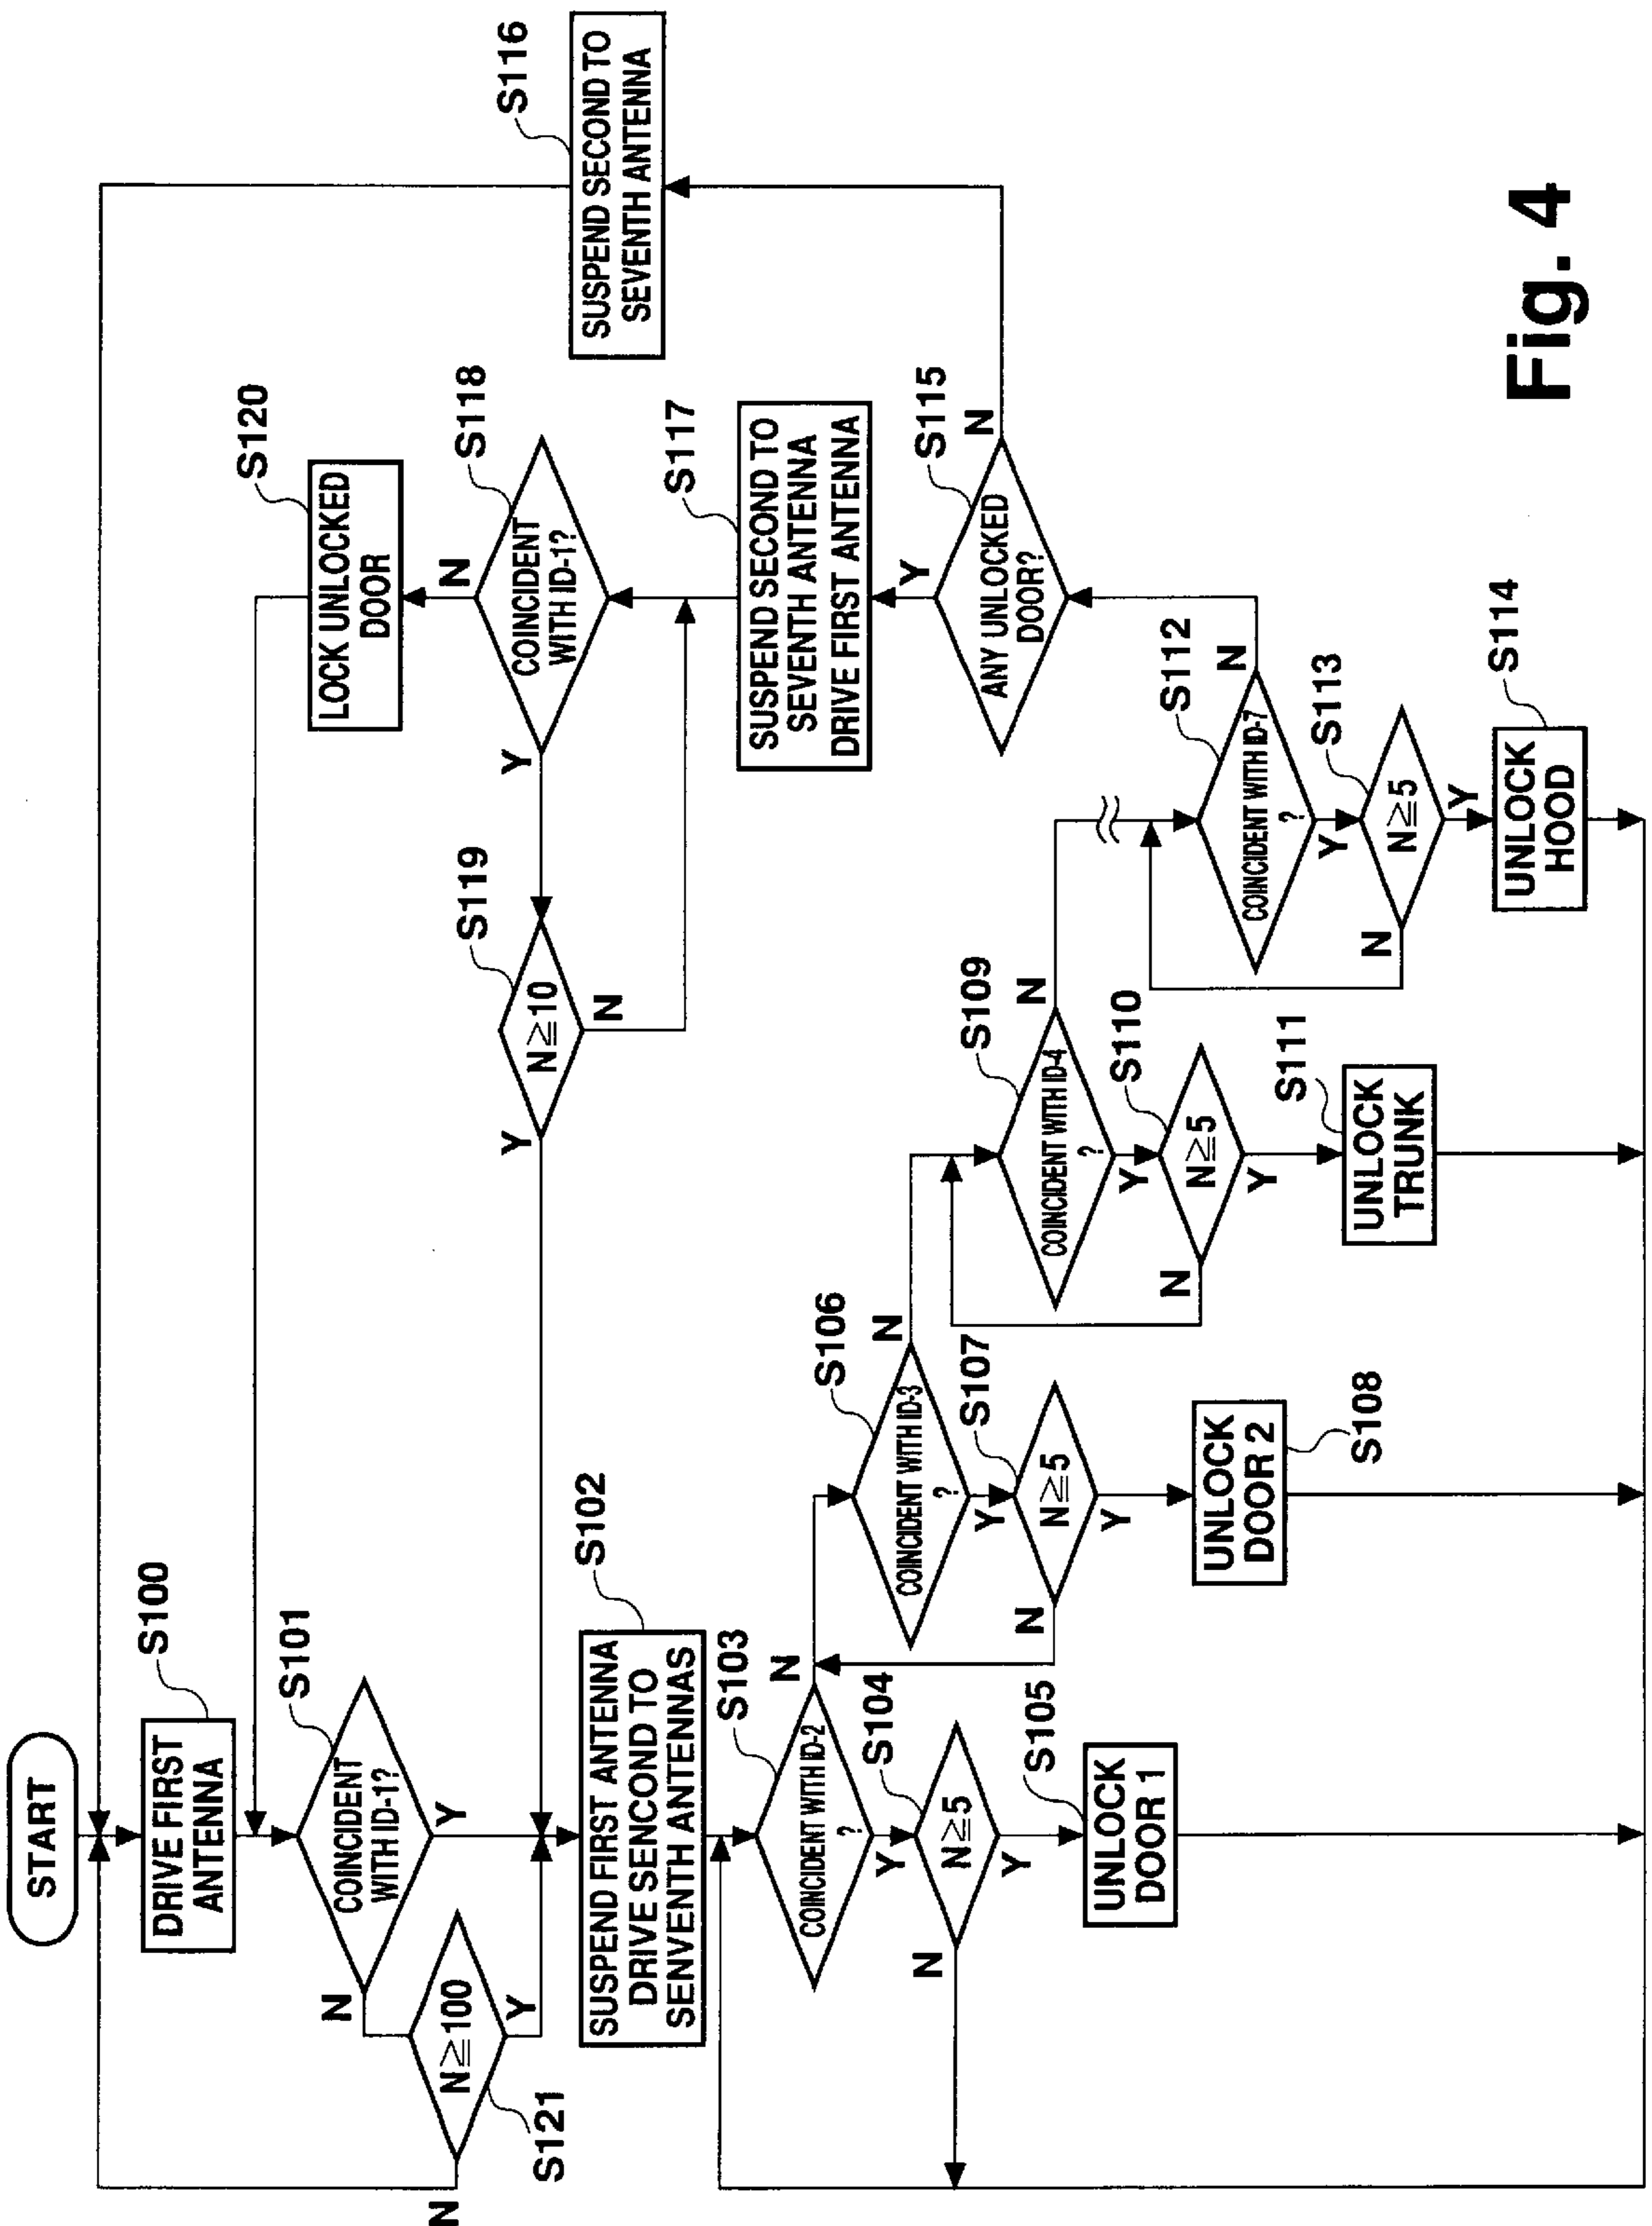 START
S100
DRIVE FIRST
ANTENNA
S101
COINCIDENT
WITH ID-1?
N
Y
N≧100
Y
N
S121
S102
SUSPEND FIRST ANTENNA
DRIVE SENCOND TO
SENVENTH ANTENNAS
S103
COINCIDENT WITH ID-2
?
N
Y
S104
N≧5
N
Y
S105
UNLOCK
DOOR 1
S106
COINCIDENT WITH ID-3
?
N
Y
S107
N≧5
N
Y
UNLOCK
DOOR 2
S108
S109
COINCIDENT WITH ID-4
?
N
Y
S110
N≧5
N
Y
S111
UNLOCK
TRUNK
S112
COINCIDENT WITH ID-7
?
N
Y
S113
N≧5
N
Y
S114
UNLOCK
HOOD
S115
ANY UNLOCKED
DOOR?
Y
N
S116
SUSPEND SECOND TO
SEVENTH ANTENNA
S117
SUSPEND SECOND TO
SEVENTH ANTENNA
DRIVE FIRST ANTENNA
S118
COINCIDENT
WITH ID-1?
N
Y
S119
N≧10
N
Y
S120
LOCK UNLOCKED
DOOR
Fig. 4